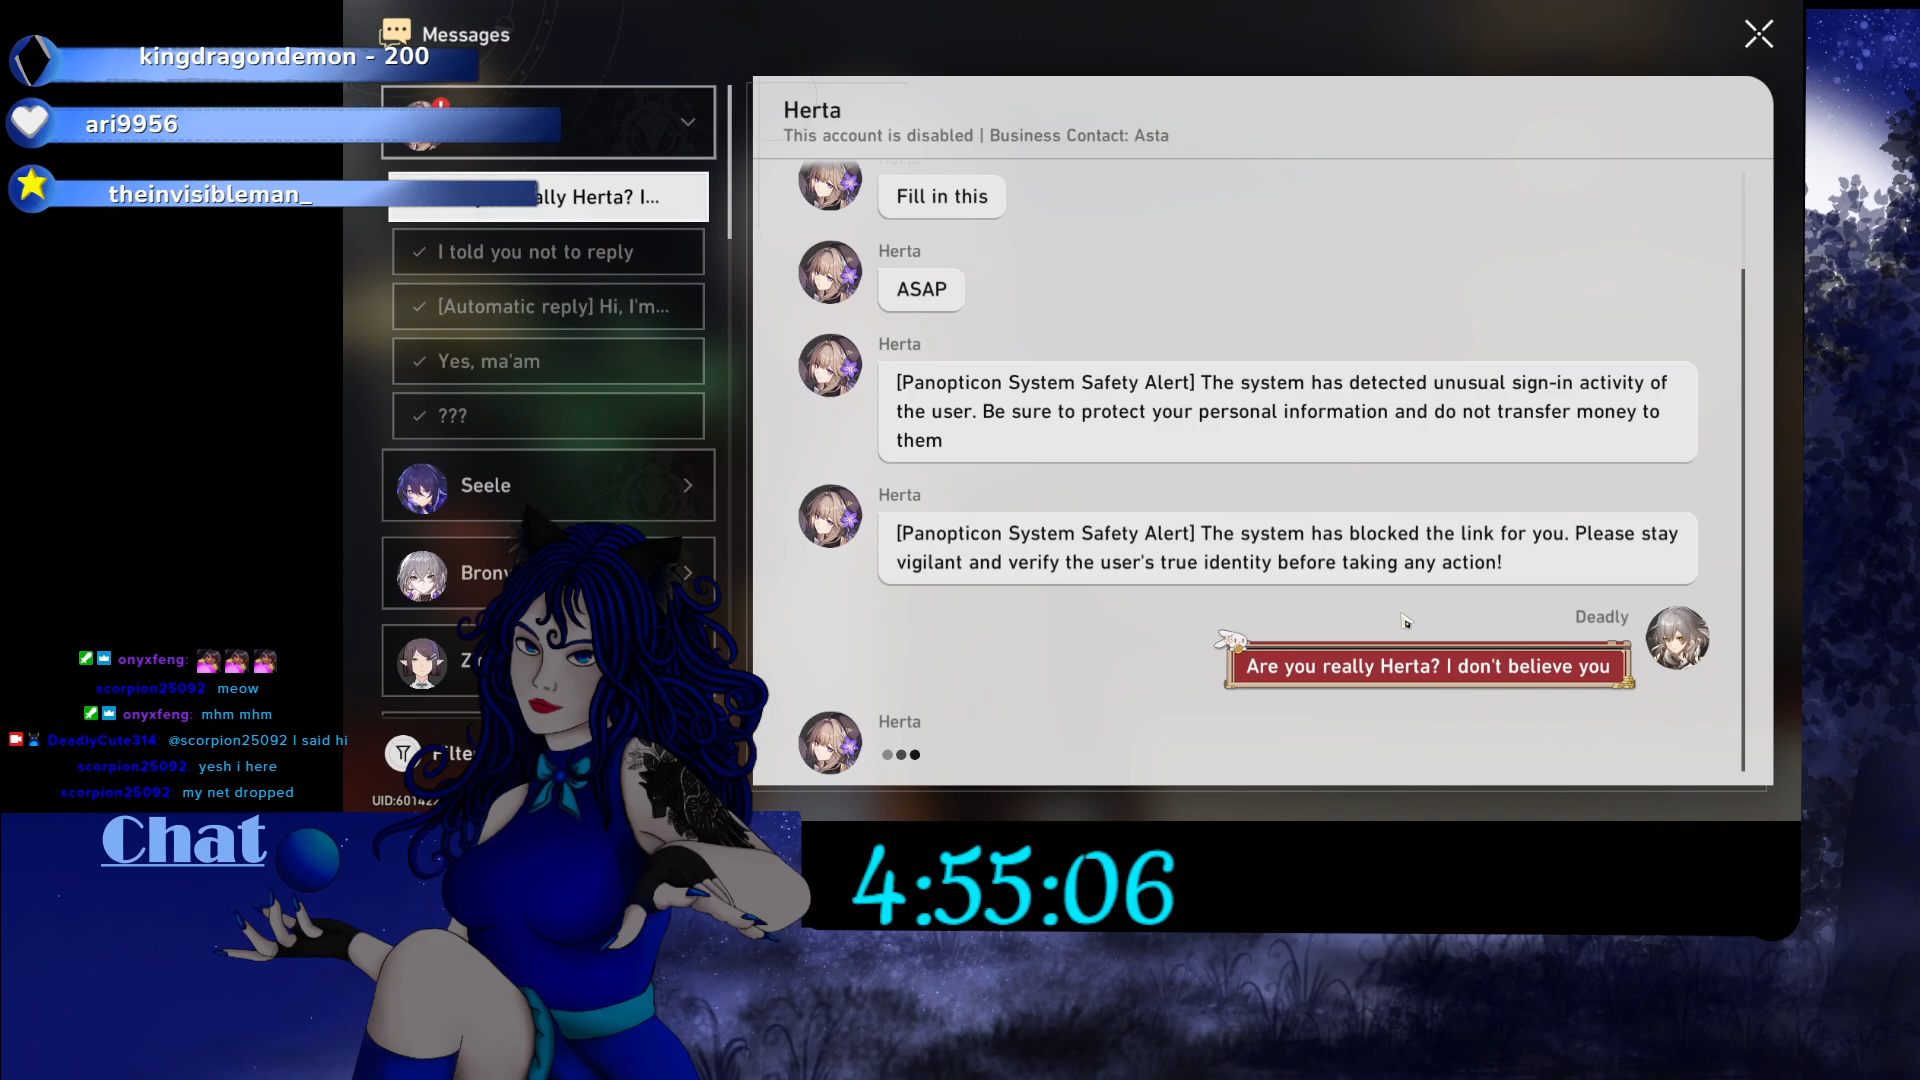 kingdragondemon - 200
ari9956
theinvisibleman_
Messages
ally Herta? I...
I told you not to reply
[Automatic reply] Hi, I'm...
Yes, ma'am
???
Seele
Brony
Z
Filte
UID:60142
Herta
This account is disabled | Business Contact: Asta
Herta
Fill in this
Herta
ASAP
Herta
[Panopticon System Safety Alert] The system has detected unusual sign-in activity of
the user. Be sure to protect your personal information and do not transfer money to
them
Herta
[Panopticon System Safety Alert] The system has blocked the link for you. Please stay
vigilant and verify the user's true identity before taking any action!
Deadly
Are you really Herta? I don't believe you
Herta
onyxfeng:
scorpion25092: meow
onyxfeng: mhm mhm
DeadlyCute314: @scorpion25092 I said hi
scorpion25092: yesh i here
scorpion25092: my net dropped
Chat
4:55:06